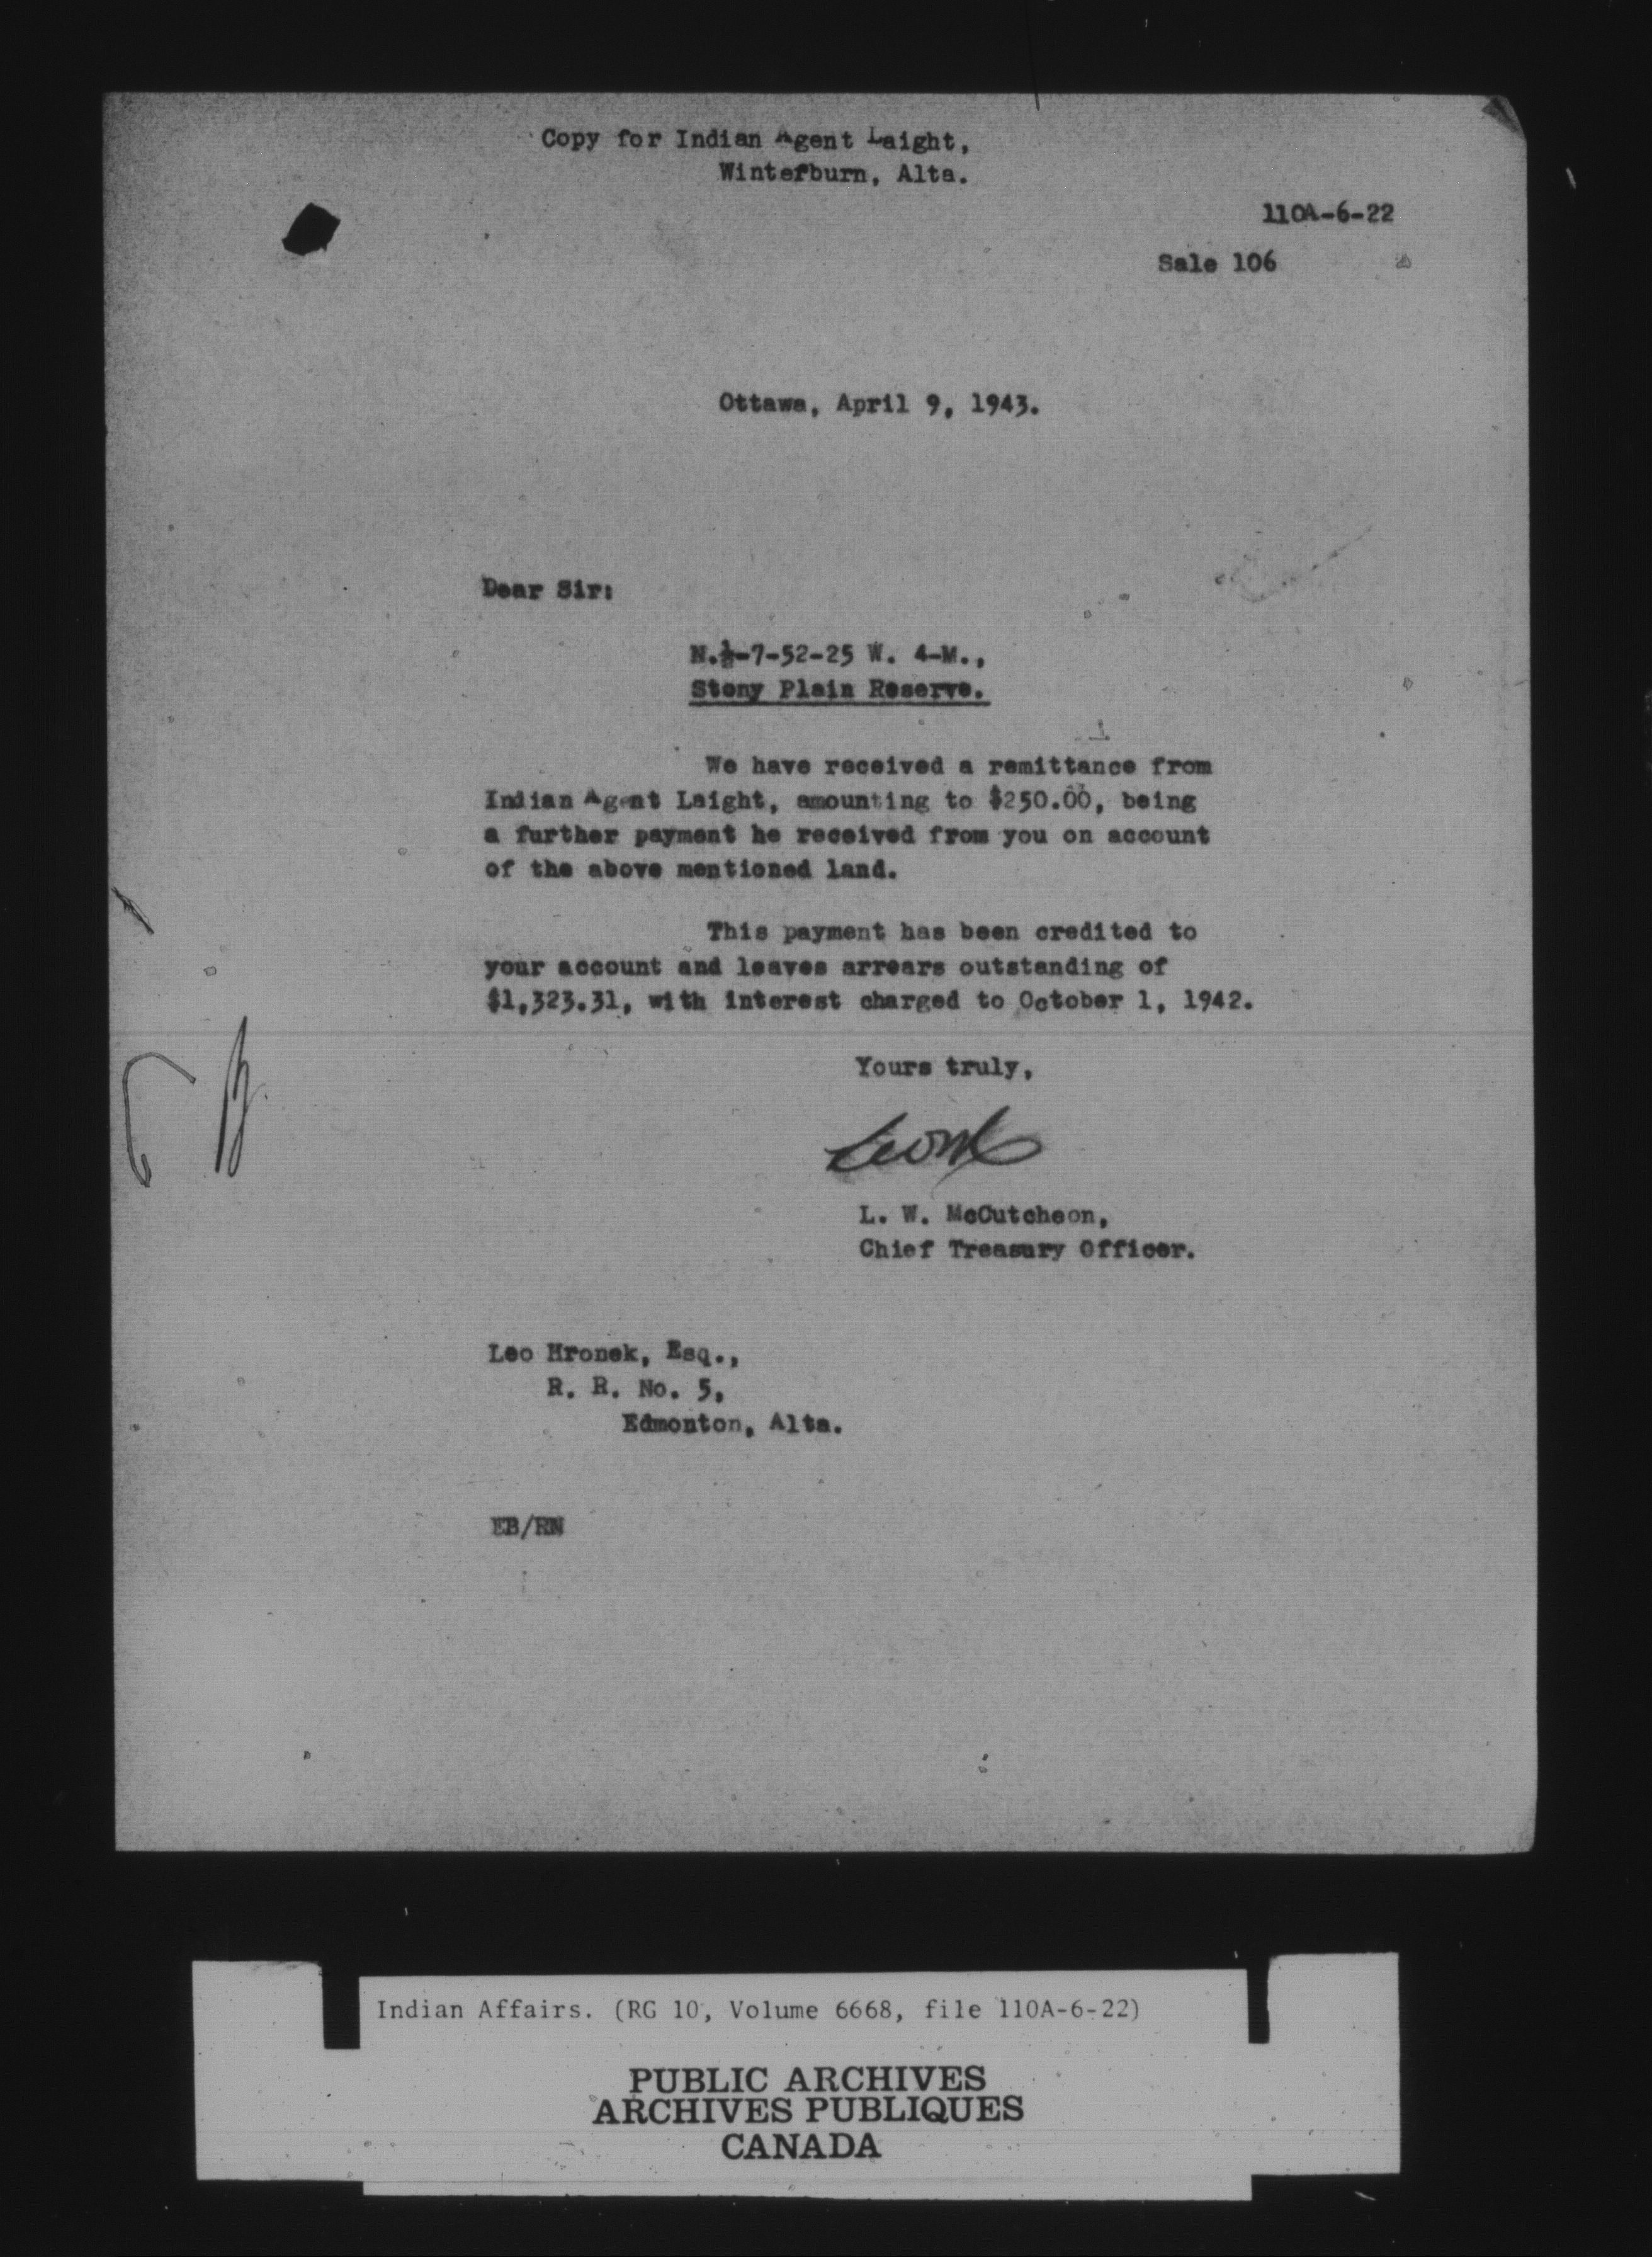 Copy for Indian Agent Laight,
Winterburn, Alta.
110A-6-22
Sale 106
Ottawa, April 9, 1943.
Dear Sir:
N.½-7-52-25 W. 4-M.,
Stony Plain Reserve.
We have received a remittance from
Indian Agent Laight, amounting to $250.00, being
a further payment he received from you on account
of the above mentioned land.
This payment has been credited to
your account and leaves arrears outstanding of
$1,323.31, with interest charged to October 1, 1942.
Yours truly,
L. W. McCutcheon,
Chief Treasury Officer.
Leo Hronek, Esq.,
R. R. No. 5,
Edmonton, Alta.
EB/RN
Indian Affairs. (RG 10, Volume 6668, file 110A-6-22)
PUBLIC ARCHIVES
ARCHIVES PUBLIQUES
CANADA